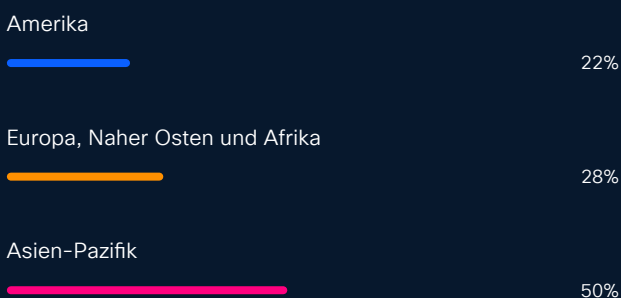 Amerika
22%
Europa, Naher Osten und Afrika
28%
Asien-Pazifik
50%